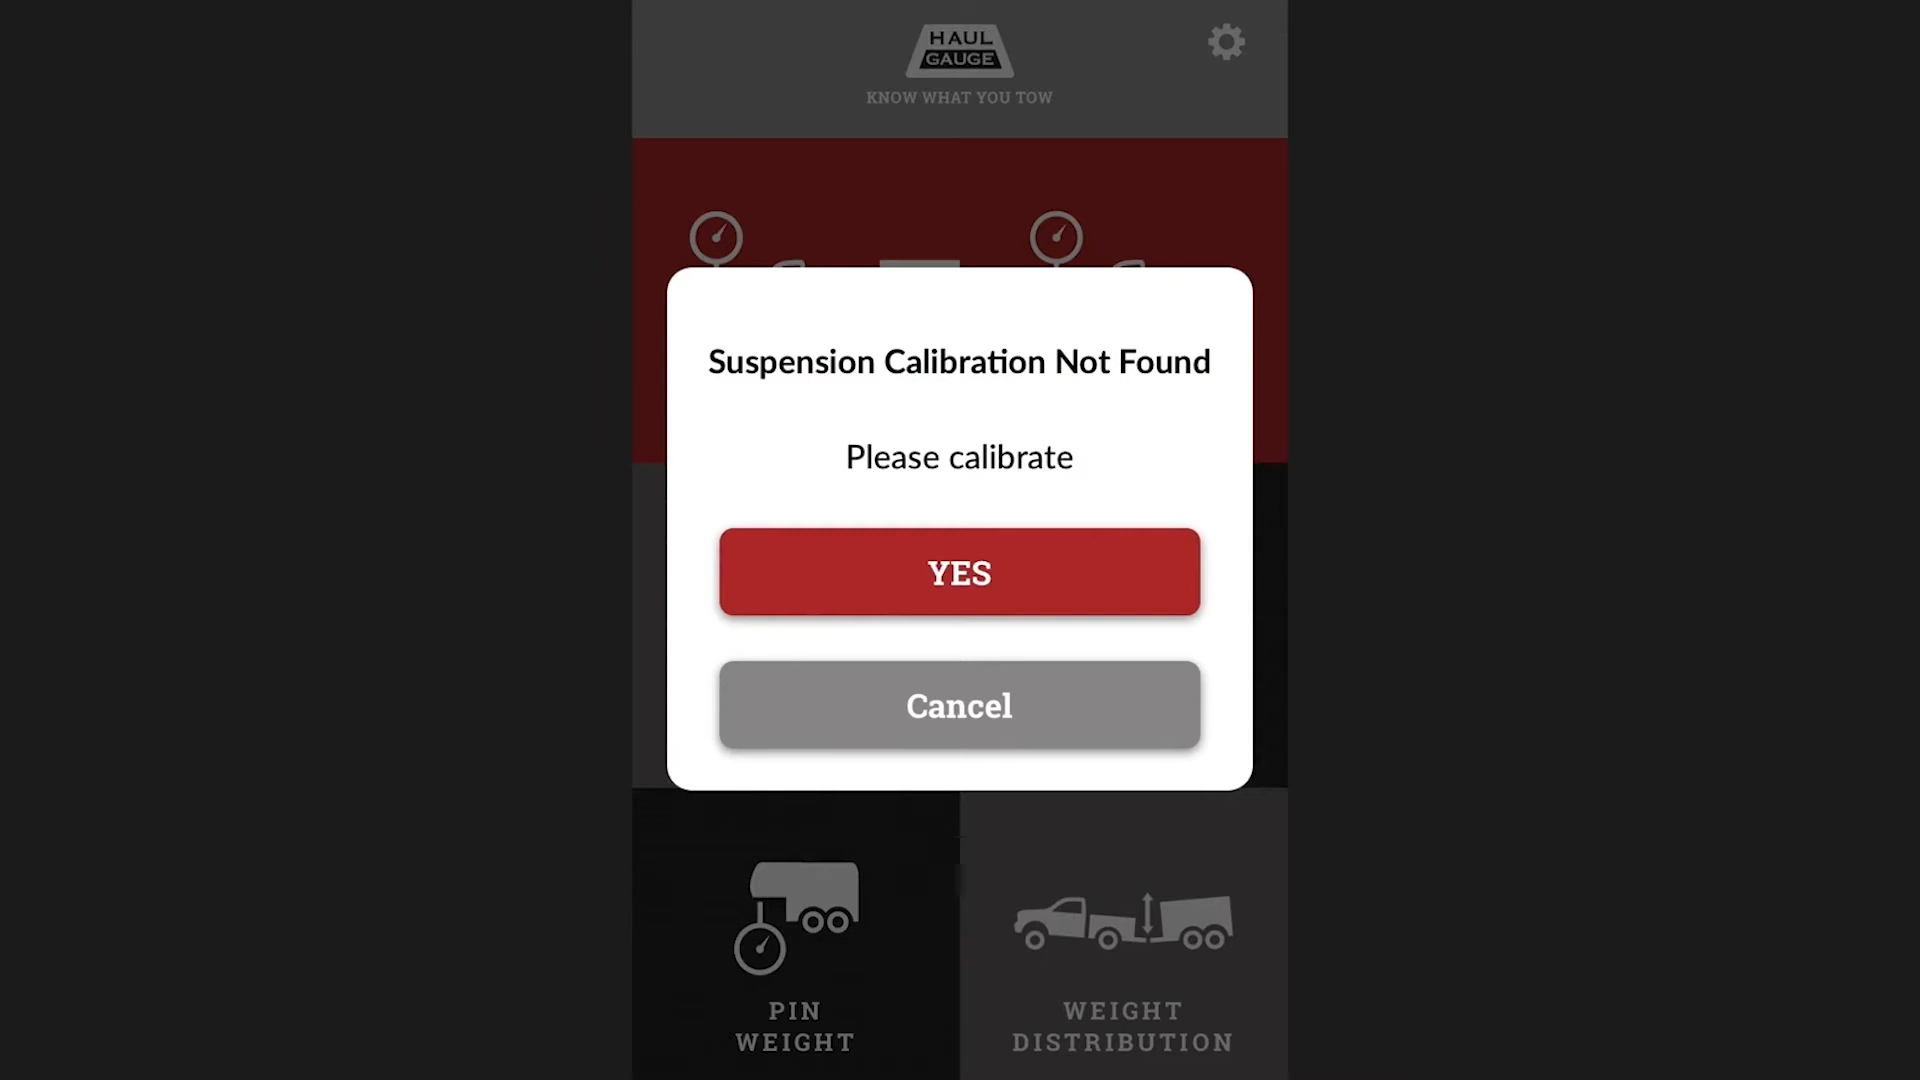 HAUL
GAUGE
KNOW WHAT YOU TOW
Suspension Calibration Not Found
Please calibrate
YES
Cancel
PIN
WEIGHT
WEIGHT
DISTRIBUTION